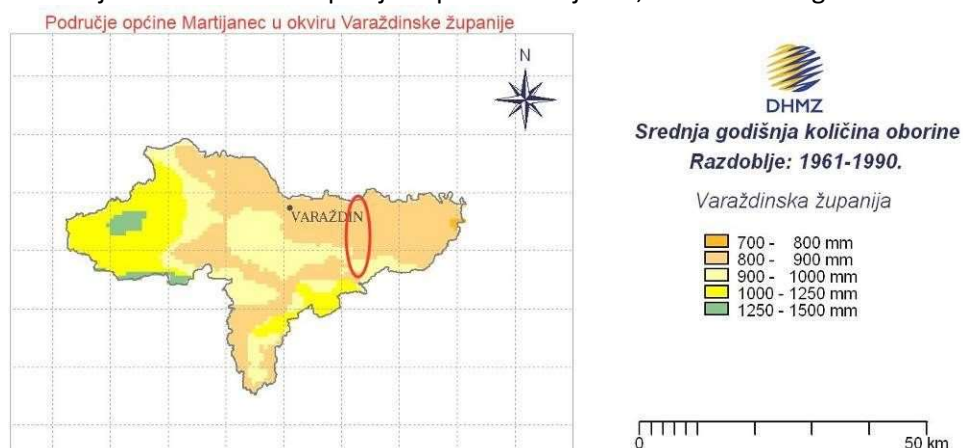 Područje općine Martijanec u okviru Varaždinske županije
N
VARAŽDIN
DHMZ
Srednja godišnja količina oborine
Razdoblje: 1961-1990.
Varaždinska županija
700 - 800 mm
800 - 900 mm
900 - 1000 mm
1000 - 1250 mm
1250 - 1500 mm
0 50 km